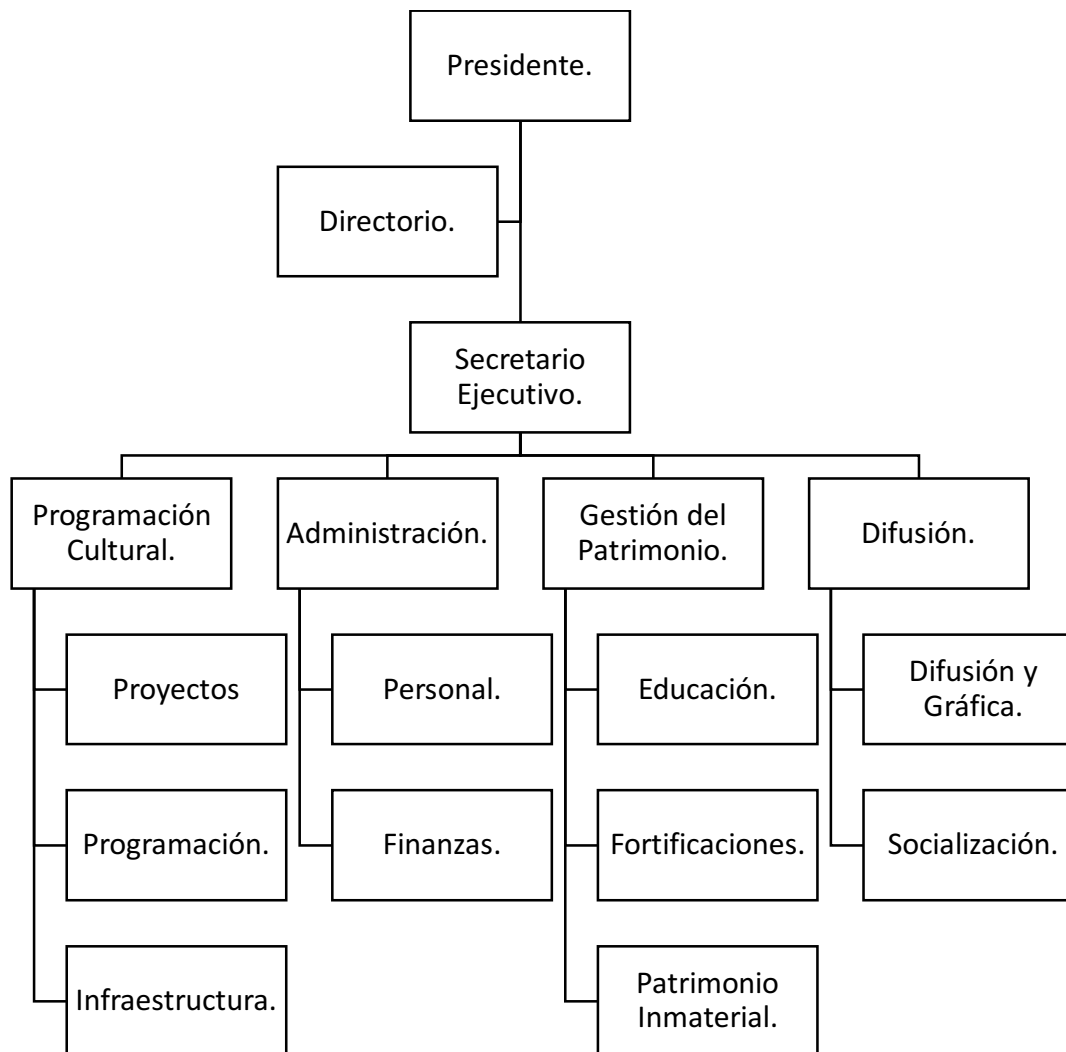 Presidente.
Directorio.
Secretario
Ejecutivo.
Programación
Cultural.
Administración.
Gestión del
Patrimonio.
Difusión.
Proyectos
Personal.
Educación.
Difusión y
Gráfica.
Programación.
Finanzas.
Fortificaciones.
Socialización.
Infraestructura.
Patrimonio
Inmaterial.